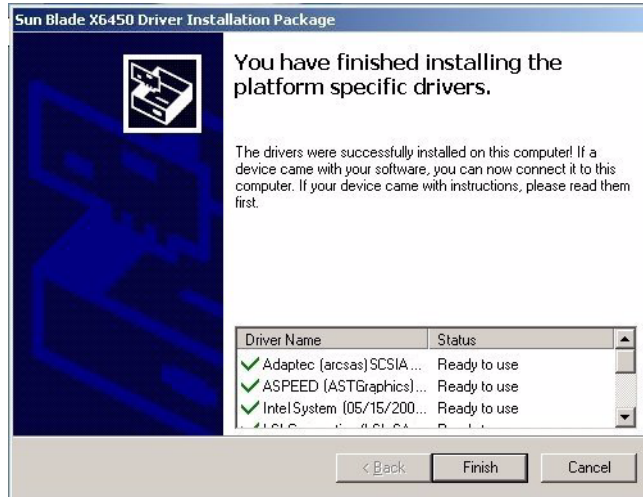 Sun Blade X6450 Driver Installation Package
You have finished installing the
platform specific drivers.
The drivers were successfully installed on this computer! If a
device came with your software, you can now connect it to this
computer. If your device came with instructions, please read them
first.
Driver Name Status
Adaptec (arcsas) SCSIA... Ready to use
ASPEED (ASTGraphics)... Ready to use
Intel System (05/15/200... Ready to use
< Back Finish Cancel